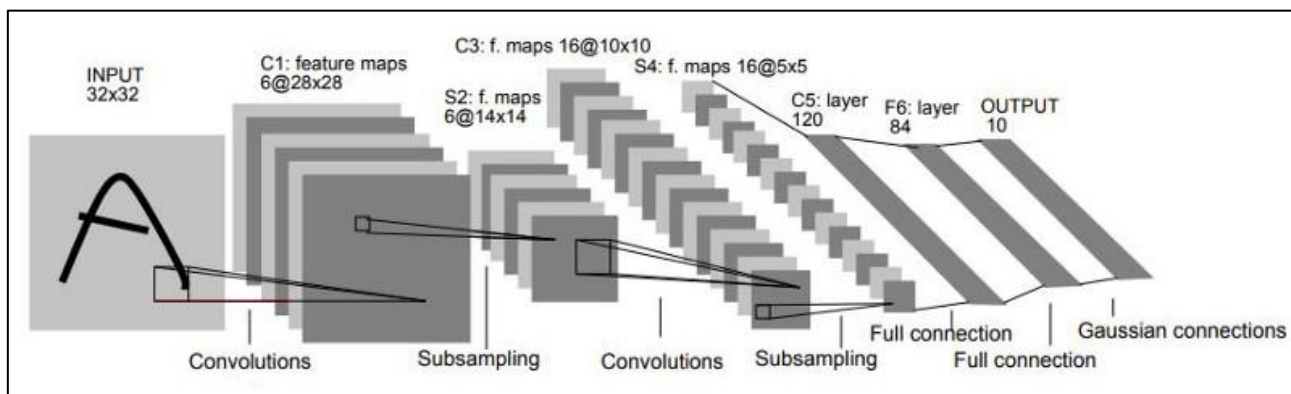 INPUT
32x32
C1: feature maps
6@28x28
S2: f. maps
6@14x14
C3: f. maps 16@10x10
S4: f. maps 16@5x5
C5: layer
120
F6: layer
84
OUTPUT
10
Convolutions
Subsampling
Convolutions
Subsampling
Full connection
Full connection
Gaussian connections